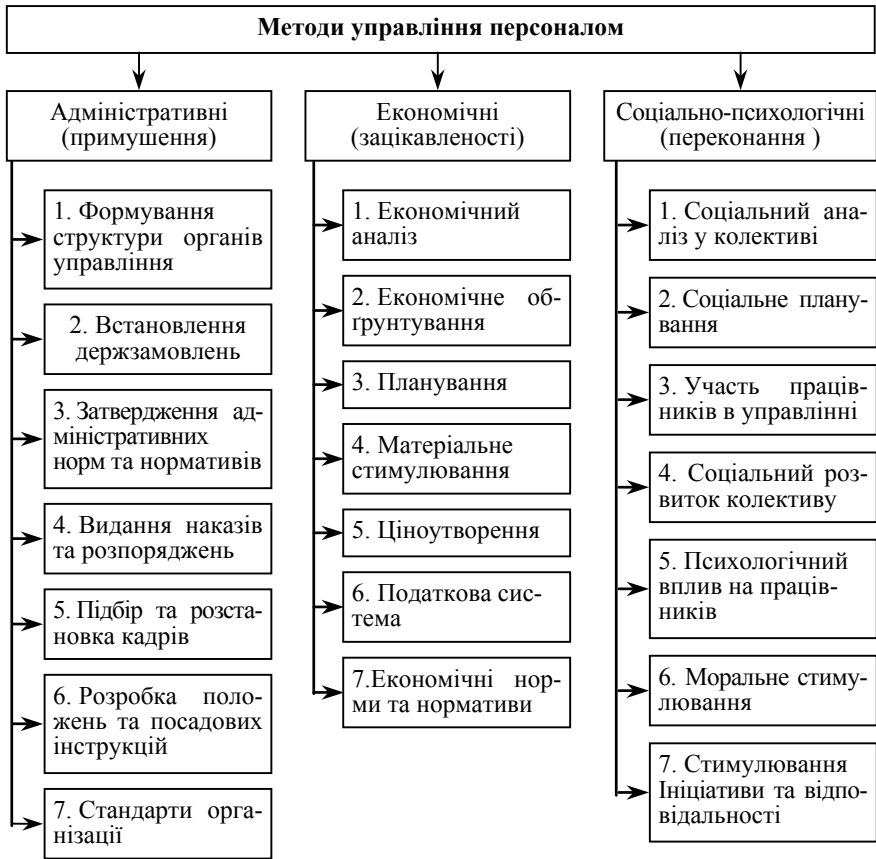 Методи управління персоналом
Адміністративні
(примушення)
1. Формування
структури органів
управління
2. Встановлення
держзамовлень
3. Затвердження ад-
міністративних
норм та нормативів
4. Видання наказів
та розпоряджень
5. Підбір та розста-
новка кадрів
6. Розробка поло-
жень та посадових
інструкцій
7. Стандарти орга-
нізації
Економічні
(зацікавленості)
1. Економічний
аналіз
2. Економічне об-
ґрунтування
3. Планування
4. Матеріальне
стимулювання
5. Ціноутворення
6. Податкова сис-
тема
7.Економічні нор-
ми та нормативи
Соціально-психологічні
(переконання )
1. Соціальний ана-
ліз у колективі
2. Соціальне плану-
вання
3. Участь праців-
ників в управлінні
4. Соціальний роз-
виток колективу
5. Психологічний
вплив на праців-
ників
6. Моральне стиму-
лювання
7. Стимулювання
Ініціативи та відпо-
відальності